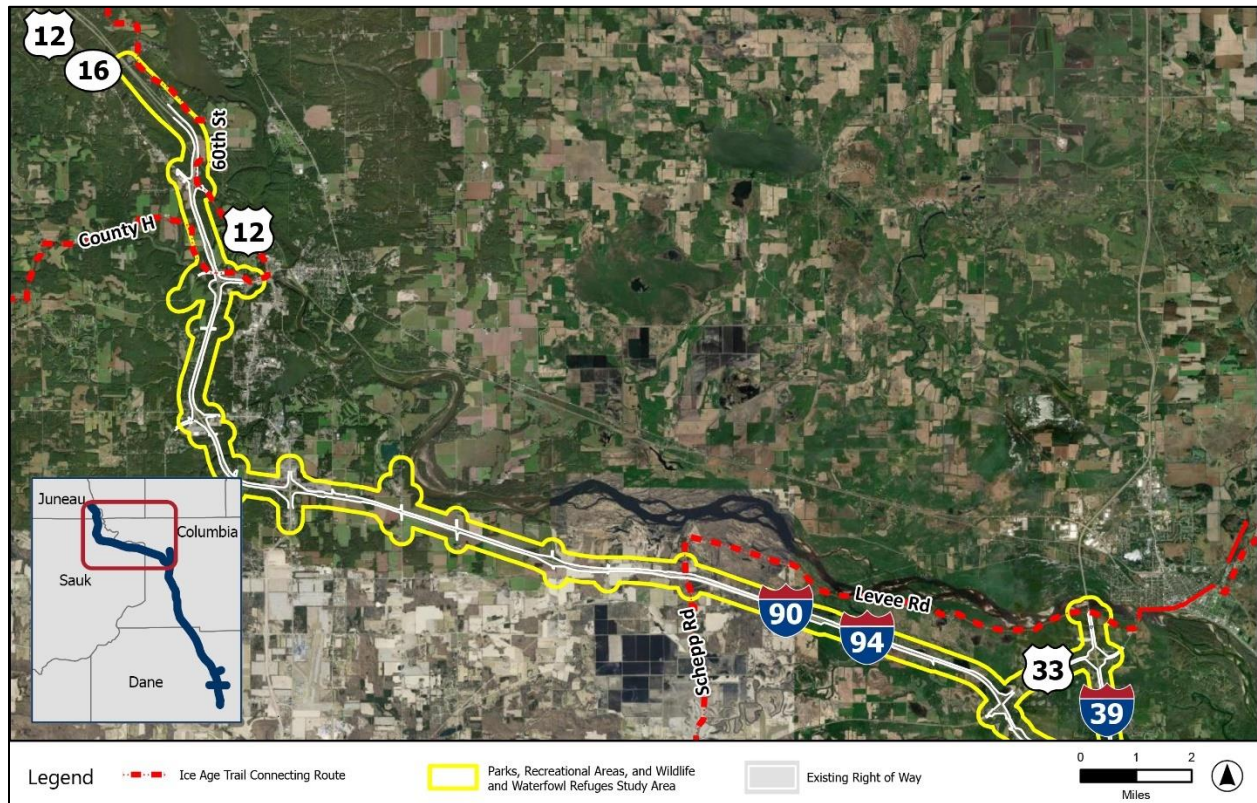 12
16
60th St
County H
12
Juneau
Columbia
Sauk
Dane
Schepp Rd
90
94
Levee Rd
33
39
Legend
Ice Age Trail Connecting Route
Parks, Recreational Areas, and Wildlife
and Waterfowl Refuges Study Area
Existing Right of Way
0 1 2
Miles